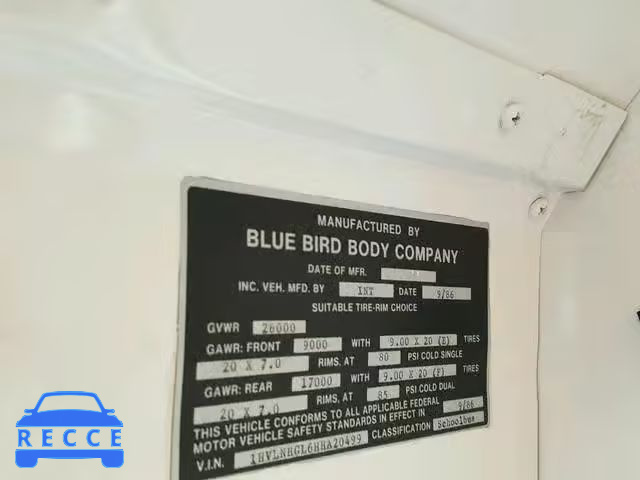 MANUFACTURED BY
BLUE BIRD BODY COMPANY
DATE OF MFR.
INC. VEH. MFD. BY INT DATE 9/86
SUITABLE TIRE-RIM CHOICE
GVWR 26000
GAWR: FRONT 9000 WITH 9.00 X 20 (E) TIRES
20 X 7.0 RIMS, AT 80 PSI COLD SINGLE
GAWR: REAR 17000 WITH 9.00 X 20 (F) TIRES
20 X 7.0 RIMS, AT 85 PSI COLD DUAL
THIS VEHICLE CONFORMS TO ALL APPLICABLE FEDERAL 9/86
MOTOR VEHICLE SAFETY STANDARDS IN EFFECT IN
V.I.N. 1HVLNHGL6HHA20499 CLASSIFICATION Schoolbus
RECCE